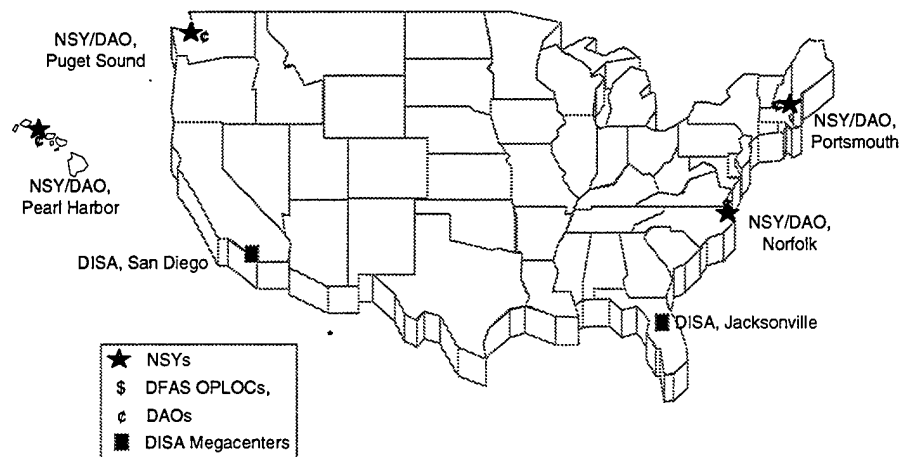 NSY/DAO,
Puget Sound
¢
¢
NSY/DAO,
Portsmouth
¢
NSY/DAO,
Pearl Harbor
NSY/DAO,
Norfolk
DISA, San Diego
DISA, Jacksonville
NSYs
$ DFAS OPLOCs,
¢ DAOs
DISA Megacenters